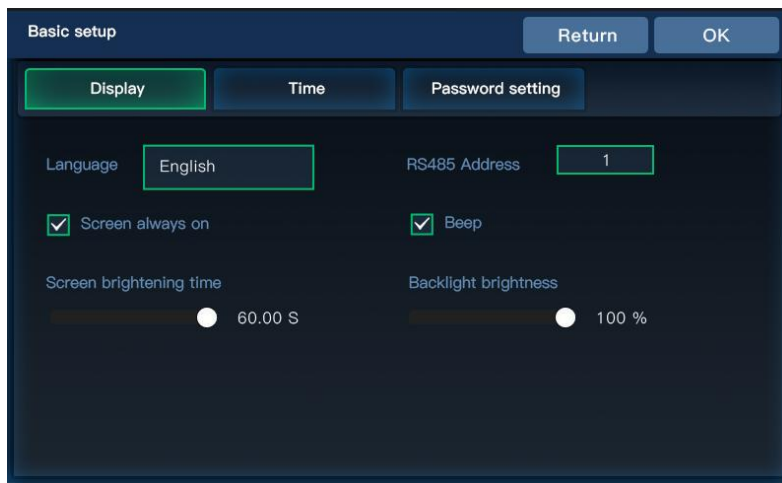 Basic setup
Return
OK
Display
Time
Password setting
Language
English
RS485 Address
1
Screen always on
Beep
Screen brightening time
Backlight brightness
60.00 S
100 %